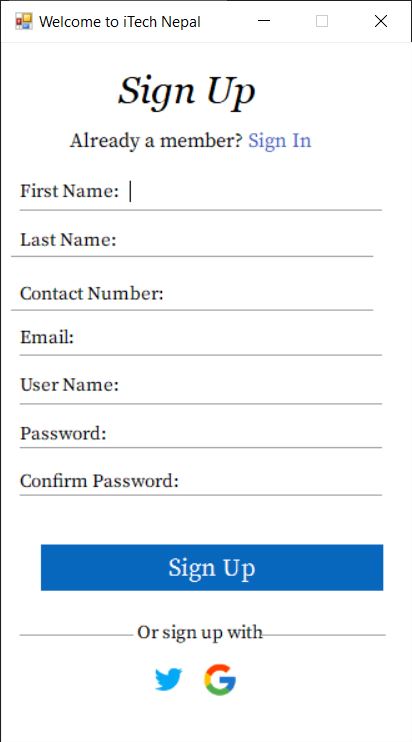 Welcome to iTech Nepal
Sign Up
Already a member? Sign In
First Name:
Last Name:
Contact Number:
Email:
User Name:
Password:
Confirm Password:
Sign Up
Or sign up with